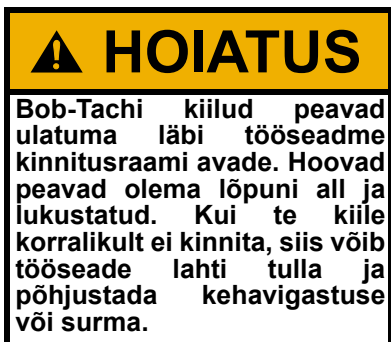 HOIATUS
Bob-Tachi kiilud peavad
ulatuma läbi tööseadme
kinnitusraami avade. Hoovad
peavad olema lõpuni all ja
lukustatud. Kui te kiile
korralikult ei kinnita, siis võib
tööseade lahti tulla ja
põhjustada kehavigastuse
või surma.